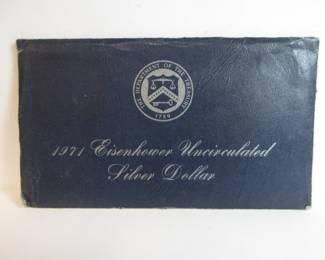 THE DEPARTMENT OF THE TREASURY
1789
1971 Eisenhower Uncirculated
Silver Dollar